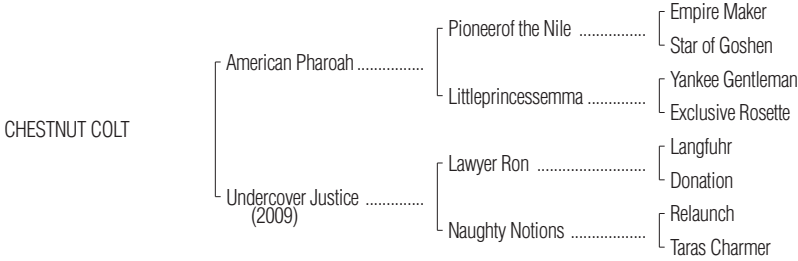 Empire Maker
Pioneerof the Nile ................
Star of Goshen
American Pharoah ................
Yankee Gentleman
Littleprincessemma ..............
Exclusive Rosette
CHESTNUT COLT
Langfuhr
Lawyer Ron ..........................
Donation
Undercover Justice ..............
(2009)
Relaunch
Naughty Notions ..................
Taras Charmer